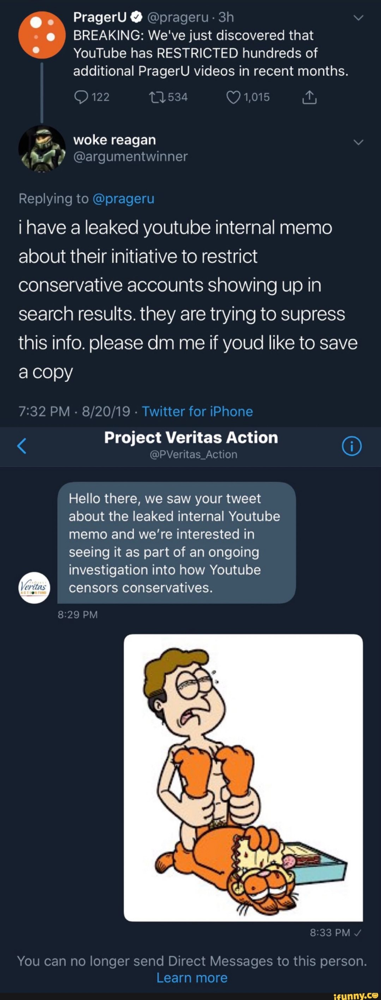 PragerU @prageru · 3h
BREAKING: We've just discovered that
YouTube has RESTRICTED hundreds of
additional PragerU videos in recent months.
122 534 1,015
woke reagan
@argumentwinner
Replying to @prageru
i have a leaked youtube internal memo
about their initiative to restrict
conservative accounts showing up in
search results. they are trying to supress
this info. please dm me if youd like to save
a copy
7:32 PM · 8/20/19 · Twitter for iPhone
Project Veritas Action
@PVeritas_Action
Hello there, we saw your tweet
about the leaked internal Youtube
memo and we're interested in
seeing it as part of an ongoing
investigation into how Youtube
censors conservatives.
PROJECT
Veritas
ACTION FUND
8:29 PM
8:33 PM ✓
You can no longer send Direct Messages to this person.
Learn more
ifunny.co